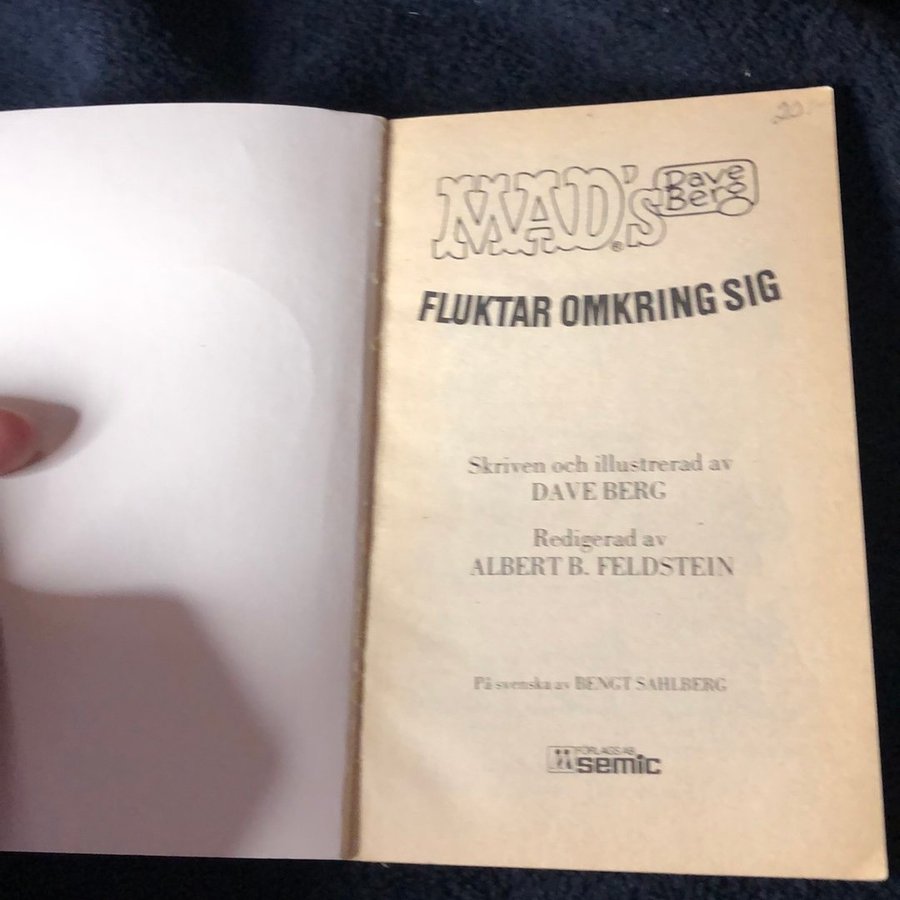 20:-
MAD's Dave Berg
FLUKTAR OMKRING SIG
Skriven och illustrerad av
DAVE BERG
Redigerad av
ALBERT B. FELDSTEIN
På svenska av BENGT SAHLBERG
FÖRLAGS AB
semic